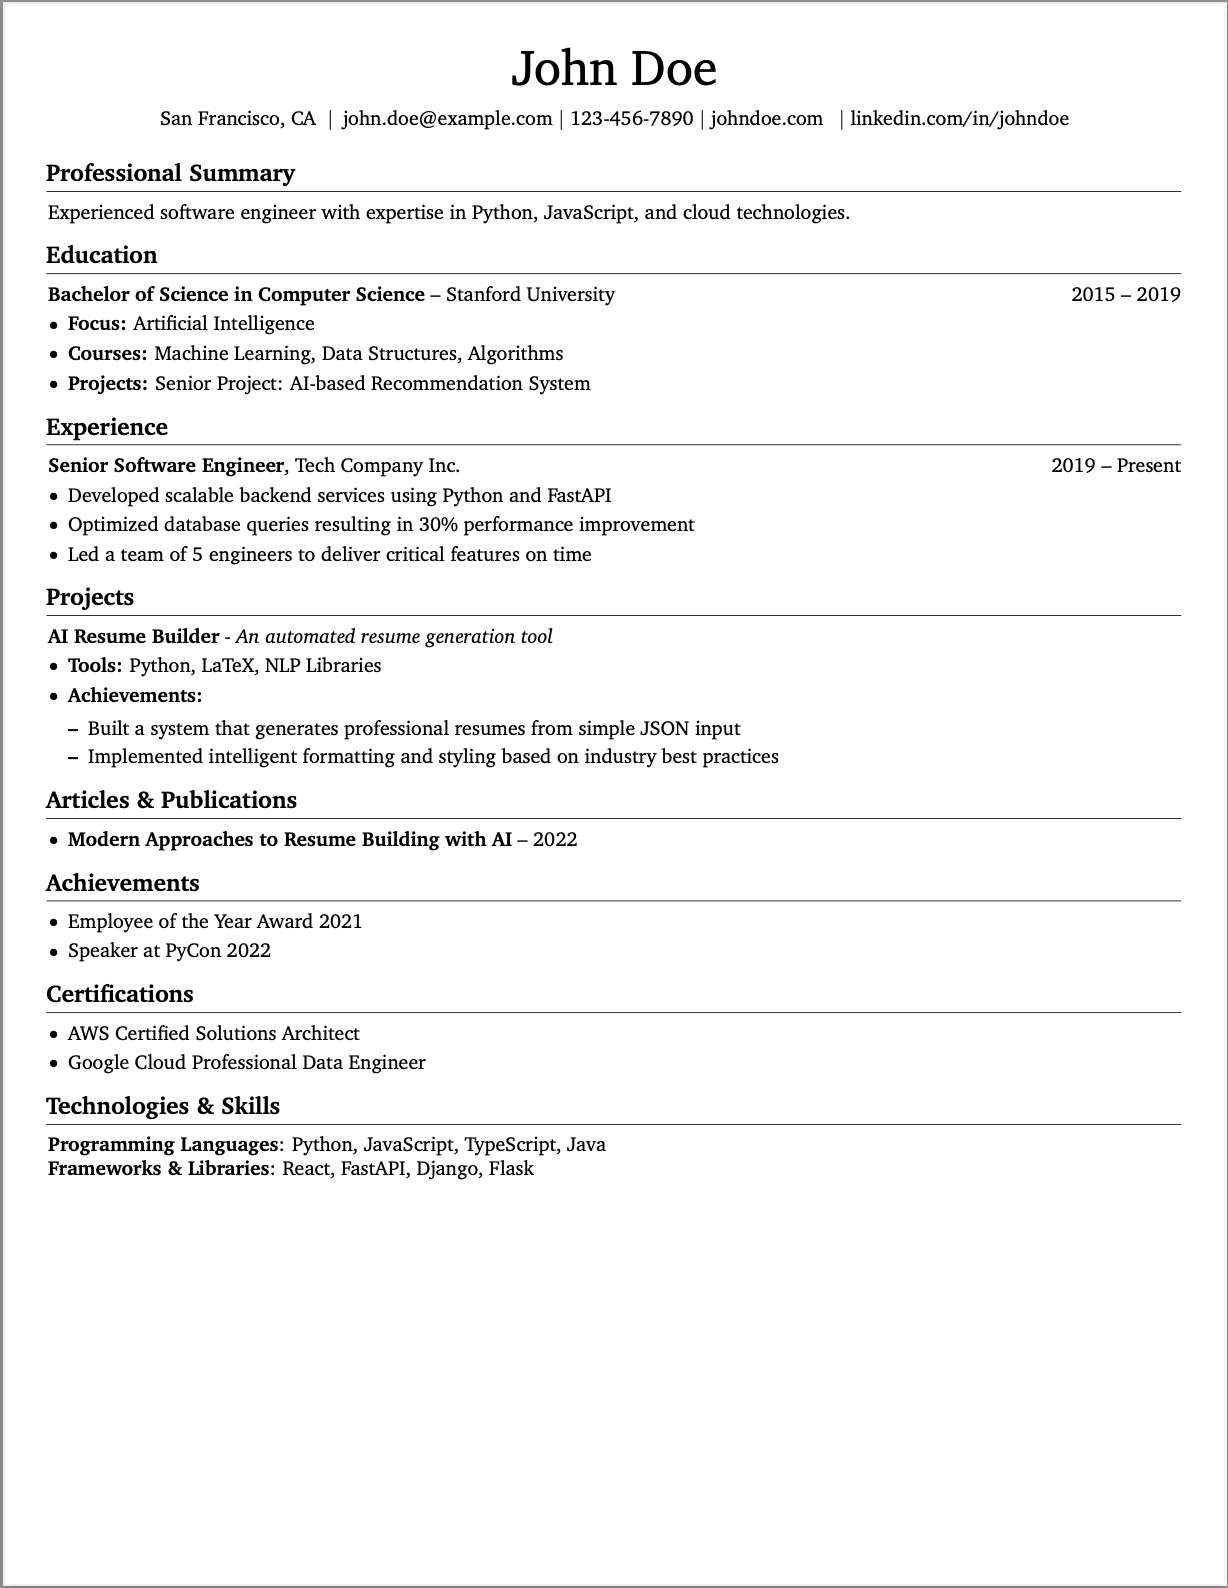 John Doe
San Francisco, CA | john.doe@example.com | 123-456-7890 | johndoe.com | linkedin.com/in/johndoe
Professional Summary
Experienced software engineer with expertise in Python, JavaScript, and cloud technologies.
Education
Bachelor of Science in Computer Science – Stanford University 2015 – 2019
• Focus: Artificial Intelligence
• Courses: Machine Learning, Data Structures, Algorithms
• Projects: Senior Project: AI-based Recommendation System
Experience
Senior Software Engineer, Tech Company Inc. 2019 – Present
• Developed scalable backend services using Python and FastAPI
• Optimized database queries resulting in 30% performance improvement
• Led a team of 5 engineers to deliver critical features on time
Projects
AI Resume Builder - An automated resume generation tool
• Tools: Python, LaTeX, NLP Libraries
• Achievements:
– Built a system that generates professional resumes from simple JSON input
– Implemented intelligent formatting and styling based on industry best practices
Articles & Publications
• Modern Approaches to Resume Building with AI – 2022
Achievements
• Employee of the Year Award 2021
• Speaker at PyCon 2022
Certifications
• AWS Certified Solutions Architect
• Google Cloud Professional Data Engineer
Technologies & Skills
Programming Languages: Python, JavaScript, TypeScript, Java
Frameworks & Libraries: React, FastAPI, Django, Flask